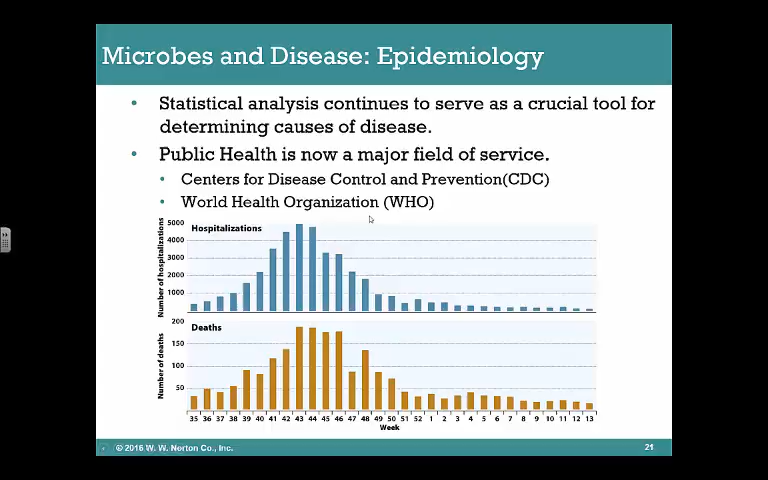 Microbes and Disease: Epidemiology
• Statistical analysis continues to serve as a crucial tool for
determining causes of disease.
• Public Health is now a major field of service.
• Centers for Disease Control and Prevention(CDC)
• World Health Organization (WHO)
Number of hospitalizations
5000
4000
3000
2000
1000
Hospitalizations
Number of deaths
200
150
100
50
Deaths
35 36 37 38 39 40 41 42 43 44 45 46 47 48 49 50 51 52 1 2 3 4 5 6 7 8 9 10 11 12 13
Week
© 2016 W. W. Norton Co., Inc.
21